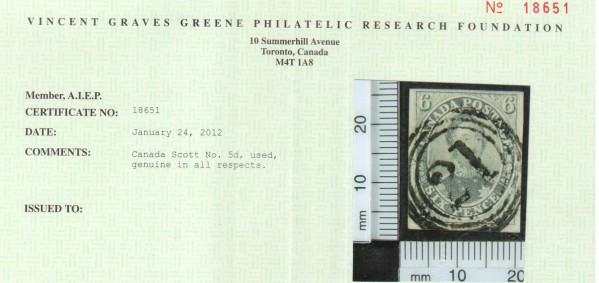 Nº 18651
VINCENT GRAVES GREENE PHILATELIC RESEARCH FOUNDATION
10 Summerhill Avenue
Toronto, Canada
M4T 1A8
Member, A.I.E.P.
CERTIFICATE NO: 18651
DATE: January 24, 2012
COMMENTS: Canada Scott No. 5d, used,
genuine in all respects.
ISSUED TO:
6 CANADA POSTAGE 6
21
SIX PENCE
20
10
mm
mm 10 20